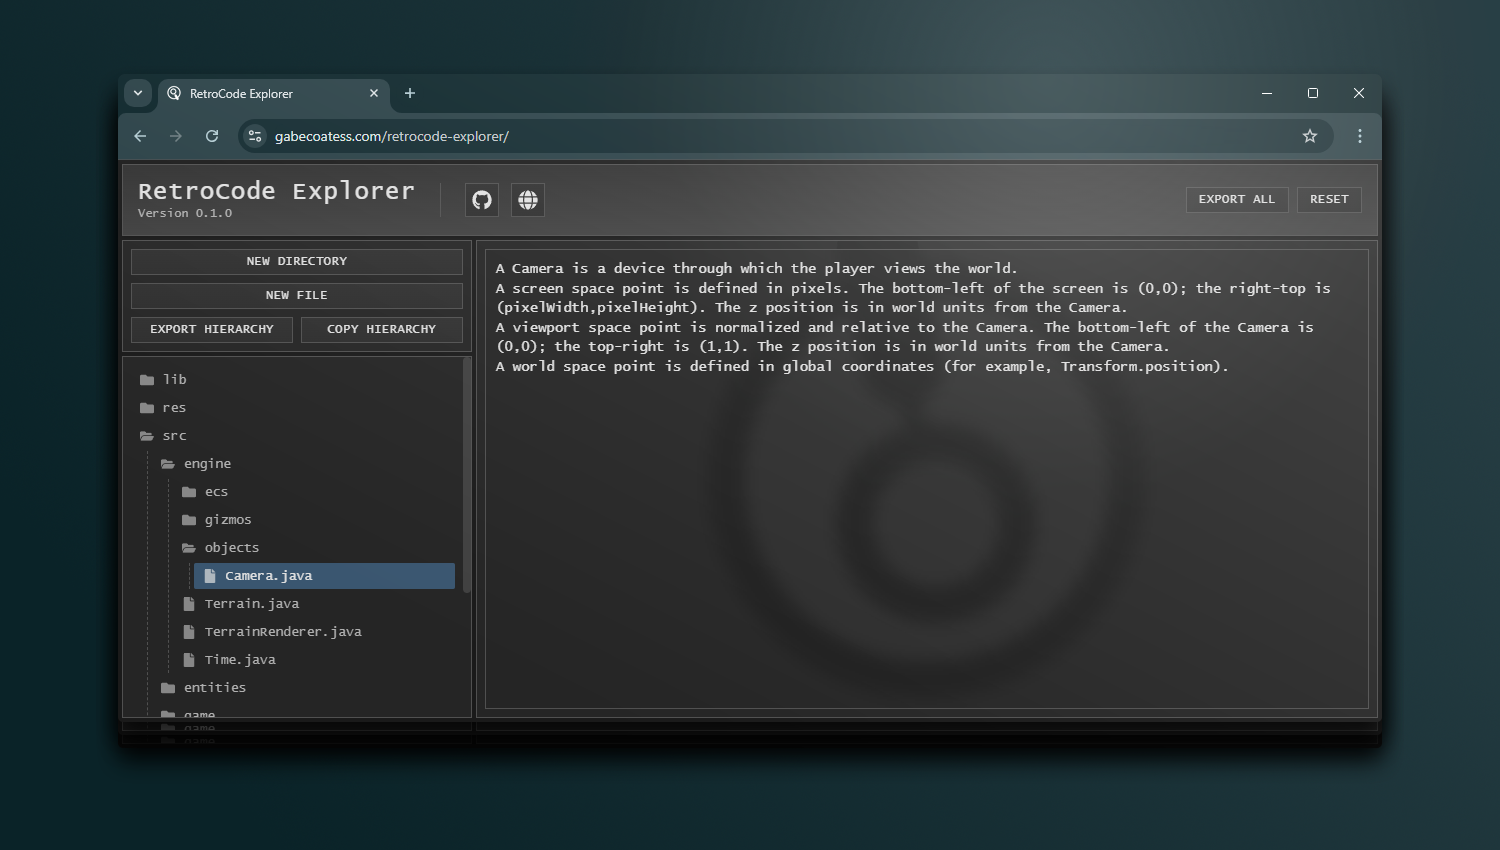 RetroCode Explorer
gabecoatess.com/retrocode-explorer/
RetroCode Explorer
Version 0.1.0
EXPORT ALL
RESET
NEW DIRECTORY
NEW FILE
EXPORT HIERARCHY
COPY HIERARCHY
lib
res
src
engine
ecs
gizmos
objects
Camera.java
Terrain.java
TerrainRenderer.java
Time.java
entities
game
A Camera is a device through which the player views the world.
A screen space point is defined in pixels. The bottom-left of the screen is (0,0); the right-top is
(pixelWidth,pixelHeight). The z position is in world units from the Camera.
A viewport space point is normalized and relative to the Camera. The bottom-left of the Camera is
(0,0); the top-right is (1,1). The z position is in world units from the Camera.
A world space point is defined in global coordinates (for example, Transform.position).